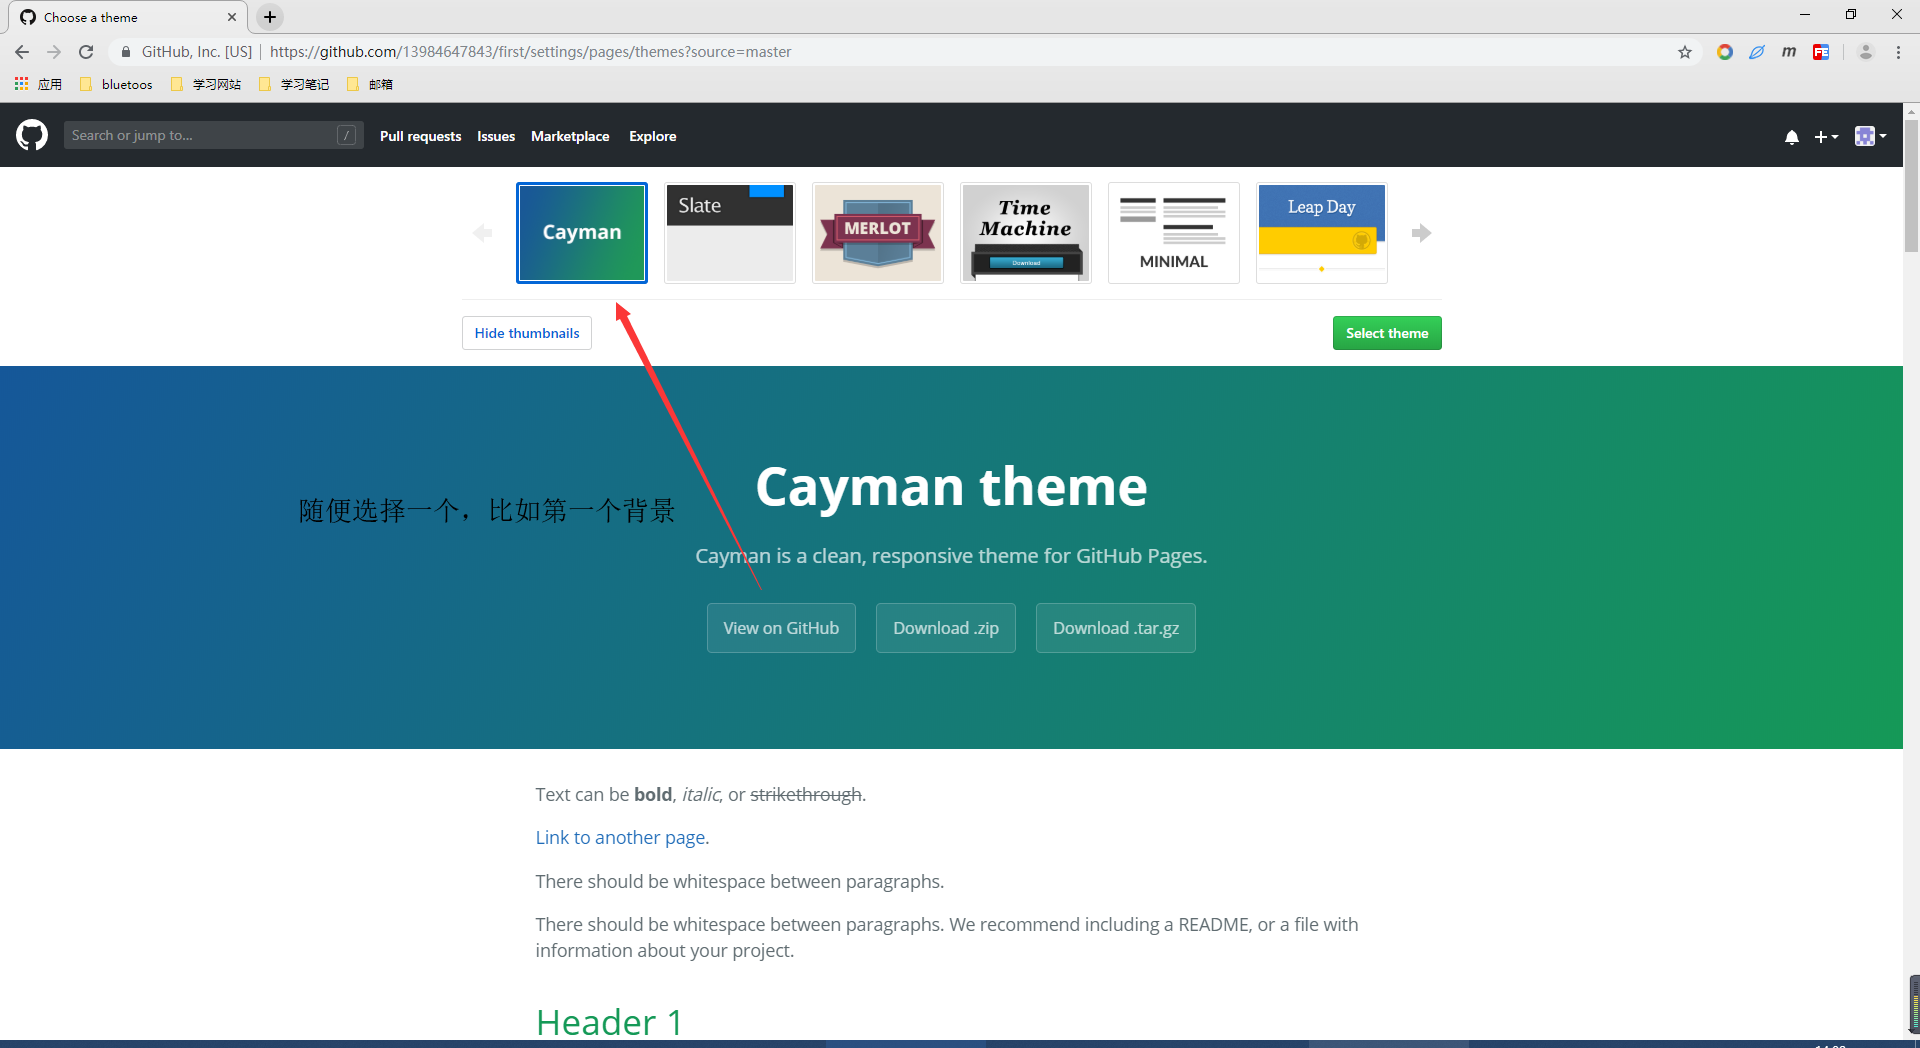 Choose a theme
GitHub, Inc. [US] | https://github.com/13984647843/first/settings/pages/themes?source=master
应用 bluetoos 学习网站 学习笔记 邮箱
Search or jump to... / Pull requests Issues Marketplace Explore
Cayman
Slate
MERLOT
Time Machine
Download
MINIMAL
Leap Day
Hide thumbnails
Select theme
Cayman theme
随便选择一个，比如第一个背景
Cayman is a clean, responsive theme for GitHub Pages.
View on GitHub
Download .zip
Download .tar.gz
Text can be bold, italic, or strikethrough.
Link to another page.
There should be whitespace between paragraphs.
There should be whitespace between paragraphs. We recommend including a README, or a file with
information about your project.
Header 1